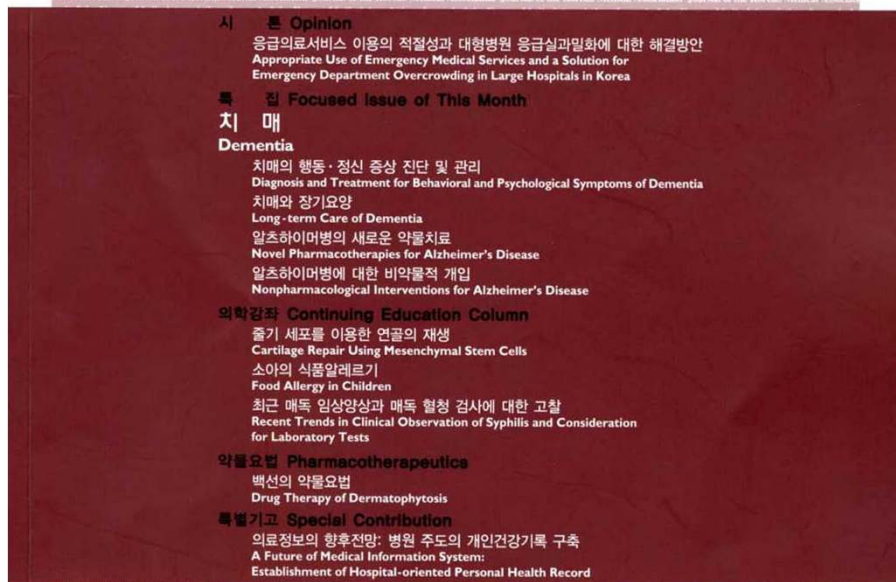 시 론 Opinion
응급의료서비스 이용의 적절성과 대형병원 응급실과밀화에 대한 해결방안
Appropriate Use of Emergency Medical Services and a Solution for
Emergency Department Overcrowding in Large Hospitals in Korea
특 집 Focused Issue of This Month
치 매
Dementia
치매의 행동·정신 증상 진단 및 관리
Diagnosis and Treatment for Behavioral and Psychological Symptoms of Dementia
치매와 장기요양
Long-term Care of Dementia
알츠하이머병의 새로운 약물치료
Novel Pharmacotherapies for Alzheimer's Disease
알츠하이머병에 대한 비약물적 개입
Nonpharmacological Interventions for Alzheimer's Disease
의학강좌 Continuing Education Column
줄기 세포를 이용한 연골의 재생
Cartilage Repair Using Mesenchymal Stem Cells
소아의 식품알레르기
Food Allergy in Children
최근 매독 임상양상과 매독 혈청 검사에 대한 고찰
Recent Trends in Clinical Observation of Syphilis and Consideration
for Laboratory Tests
약물요법 Pharmacotherapeutics
백선의 약물요법
Drug Therapy of Dermatophytosis
특별기고 Special Contribution
의료정보의 향후전망: 병원 주도의 개인건강기록 구축
A Future of Medical Information System:
Establishment of Hospital-oriented Personal Health Record